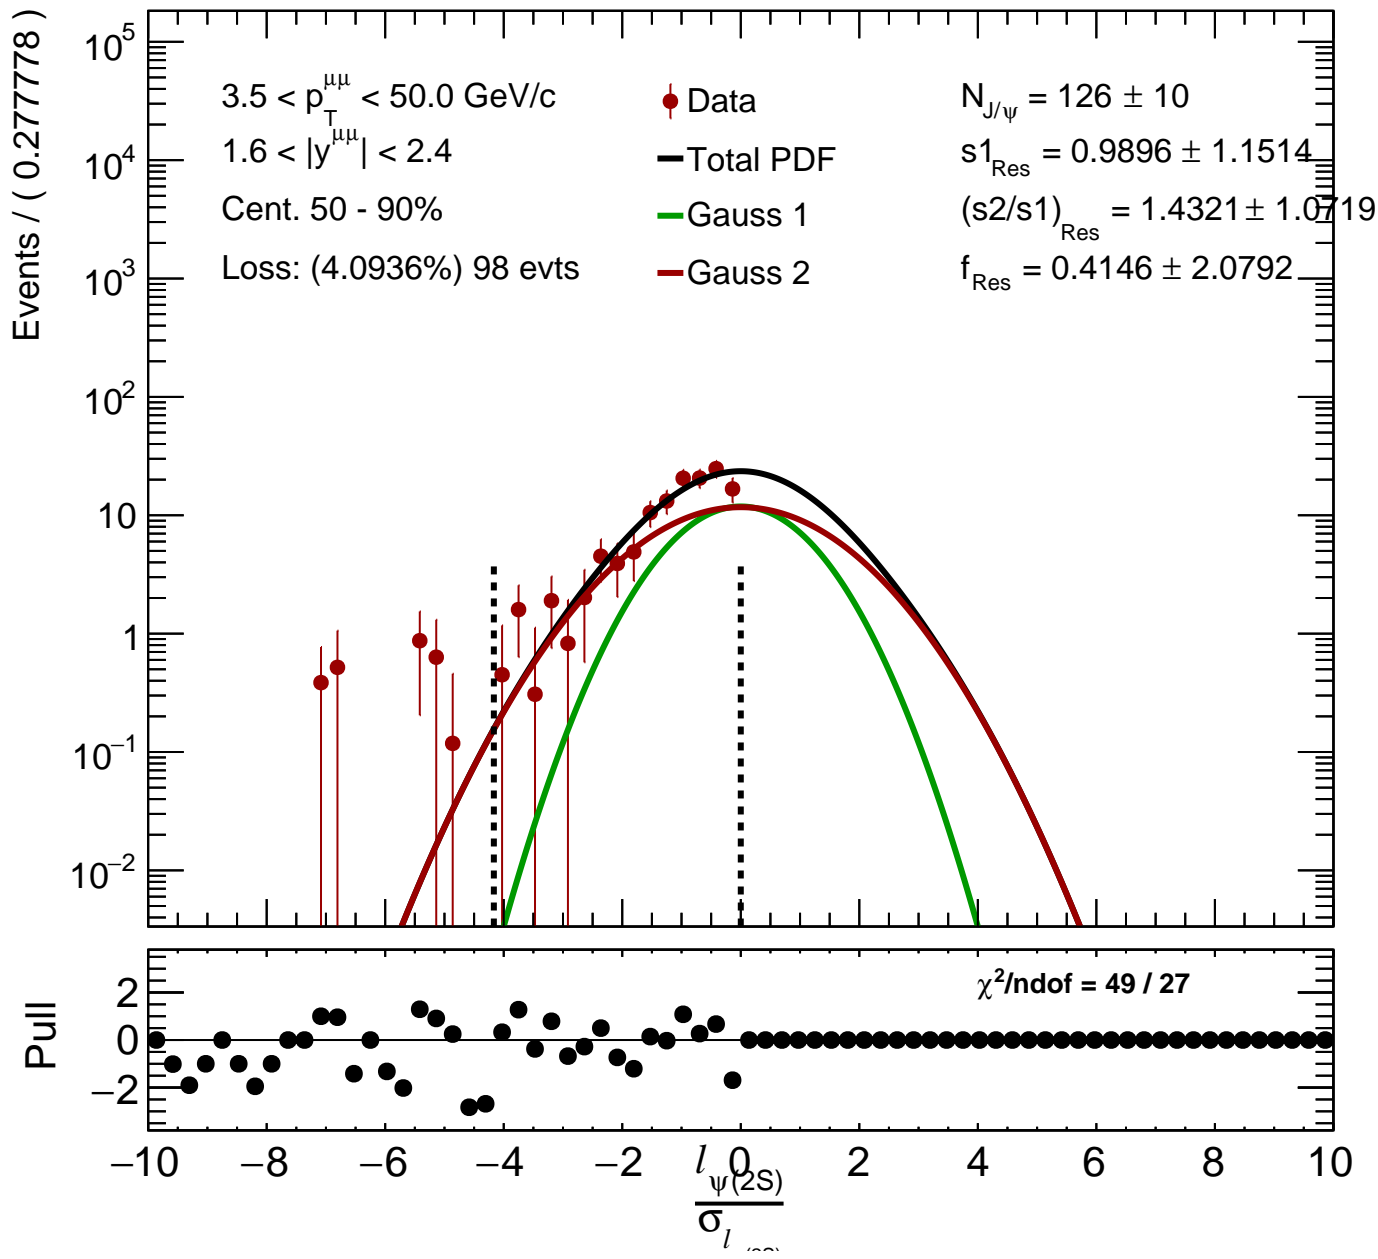 Events / ( 0.2777778 )
10^5
10^4
10^3
10^2
10
1
10^−1
10^−2
3.5 < p_T^μμ < 50.0 GeV/c
1.6 < |y^μμ| < 2.4
Cent. 50 - 90%
Loss: (4.0936%) 98 evts
Data
Total PDF
Gauss 1
Gauss 2
N_J/ψ = 126 ± 10
s1_Res = 0.9896 ± 1.1514
(s2/s1)_Res = 1.4321 ± 1.0719
f_Res = 0.4146 ± 2.0792
Pull
2
0
−2
χ²/ndof = 49 / 27
−10 −8 −6 −4 −2 0 2 4 6 8 10
l_ψ(2S)
σ_l